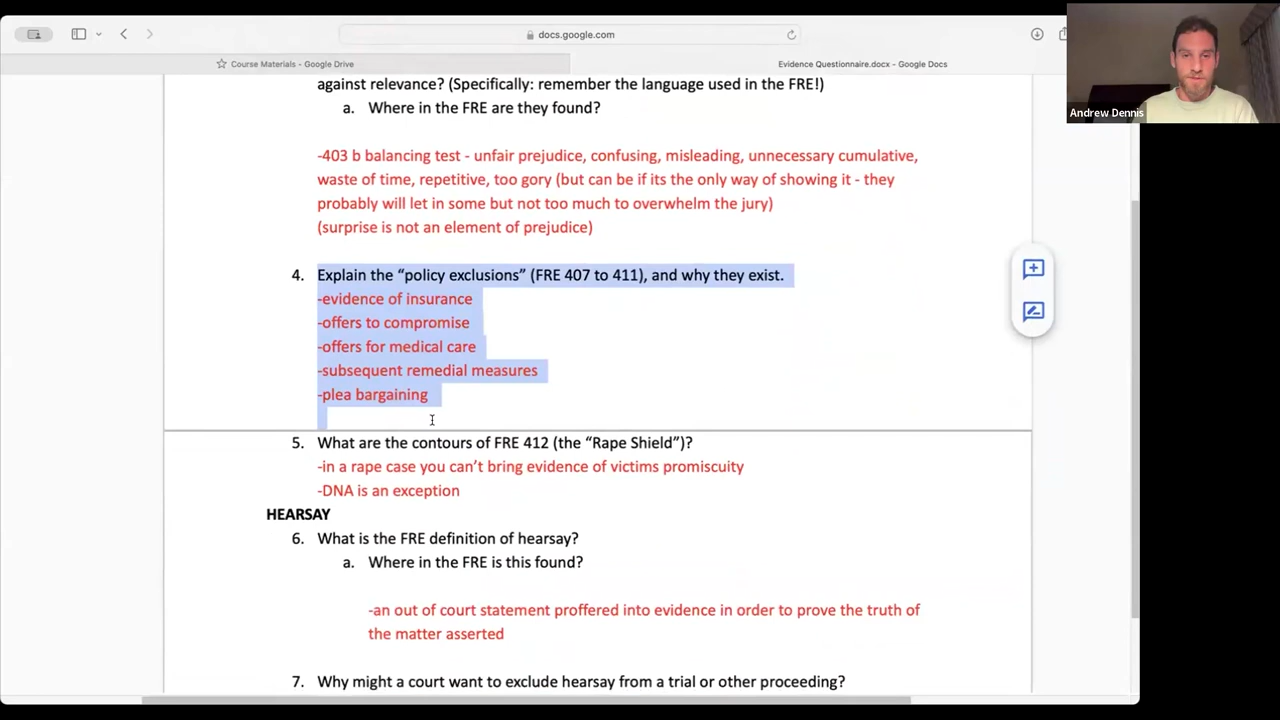 docs.google.com
Course Materials - Google Drive
Evidence Questionnaire.docx - Google Docs
Andrew Dennis
against relevance? (Specifically: remember the language used in the FRE!)
a. Where in the FRE are they found?
-403 b balancing test - unfair prejudice, confusing, misleading, unnecessary cumulative,
waste of time, repetitive, too gory (but can be if its the only way of showing it - they
probably will let in some but not too much to overwhelm the jury)
(surprise is not an element of prejudice)
4. Explain the “policy exclusions” (FRE 407 to 411), and why they exist.
-evidence of insurance
-offers to compromise
-offers for medical care
-subsequent remedial measures
-plea bargaining
5. What are the contours of FRE 412 (the “Rape Shield”)?
-in a rape case you can’t bring evidence of victims promiscuity
-DNA is an exception
HEARSAY
6. What is the FRE definition of hearsay?
a. Where in the FRE is this found?
-an out of court statement proffered into evidence in order to prove the truth of
the matter asserted
7. Why might a court want to exclude hearsay from a trial or other proceeding?